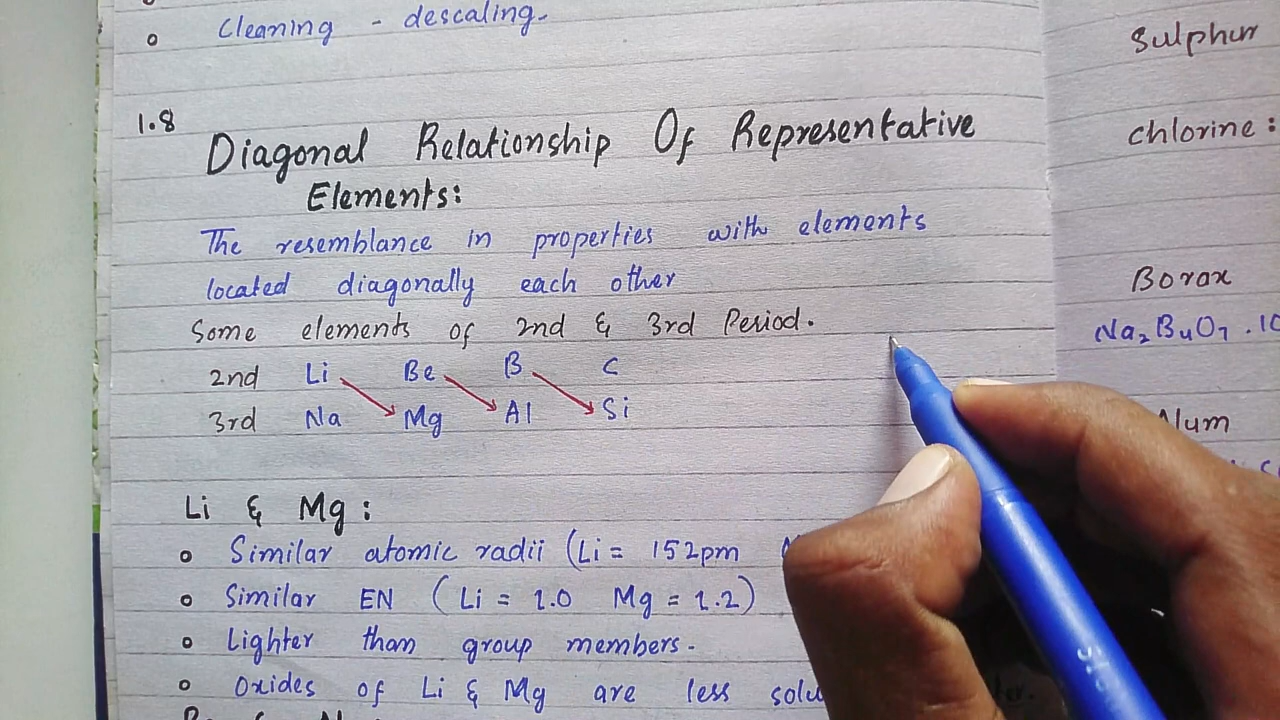 Cleaning - descaling.
1.8
Diagonal Relationship Of Representative
Elements:
The resemblance in properties with elements
located diagonally each other
Some elements of 2nd & 3rd Period.
2nd Li Be B C
3rd Na Mg Al Si
Li & Mg:
Similar atomic radii (Li = 152pm
Similar EN (Li = 1.0 Mg = 1.2)
Lighter than group members.
Oxides of Li & Mg are less
Sulphur
chlorine:
Borax
Na₂B₄O₇.10
Alum